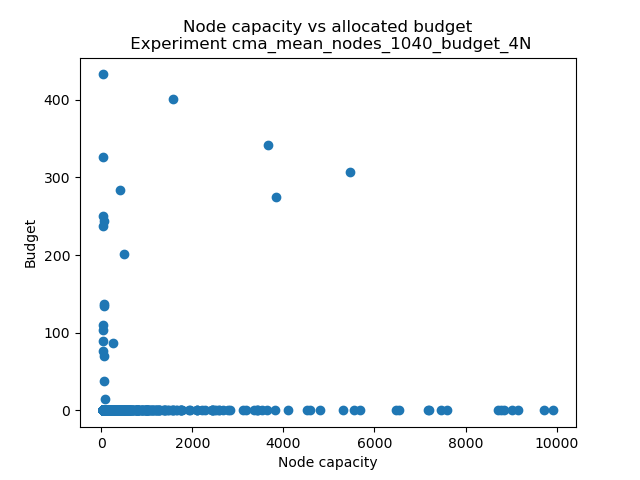 Node capacity vs allocated budget
Experiment cma_mean_nodes_1040_budget_4N
400
300
200
100
0
Budget
0 2000 4000 6000 8000 10000
Node capacity